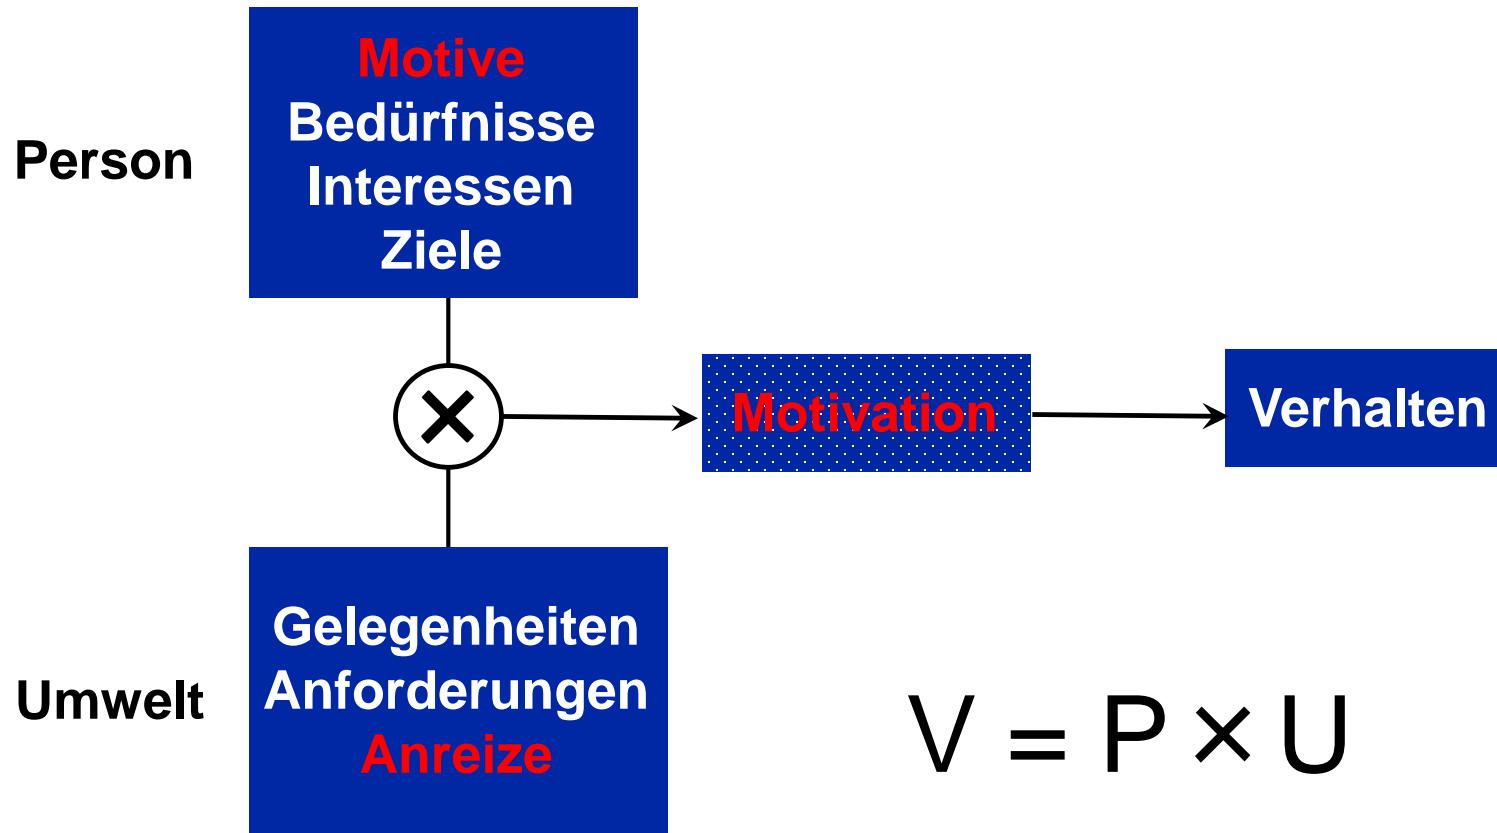 Motive
Bedürfnisse
Interessen
Ziele
Person
×
Motivation
Verhalten
Gelegenheiten
Anforderungen
Anreize
Umwelt
V = P × U